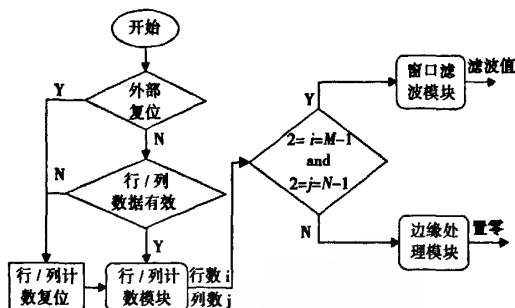 开始
Y
外部
复位
N
N
行/列
数据有效
Y
行/列计
数复位
行/列计
数模块
行数 i
列数 j
Y
2= i=M-1
and
2=j=N-1
N
窗口滤
波模块
滤波值
边缘处
理模块
置零